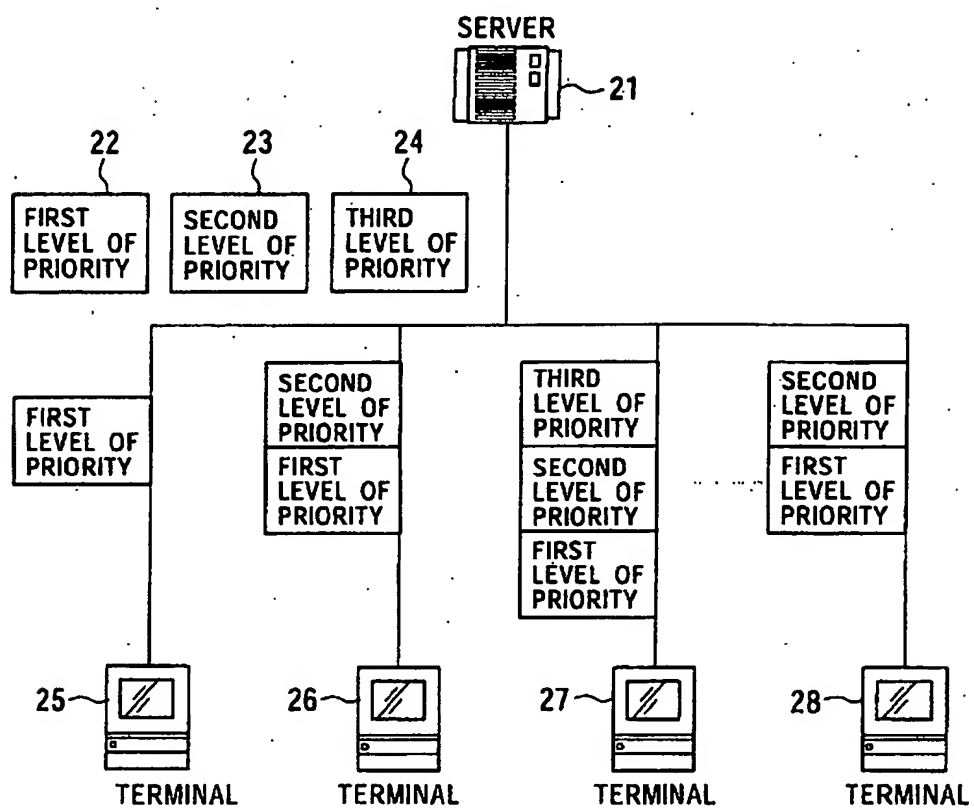 SERVER
21
22
23
24
FIRST
LEVEL OF
PRIORITY
SECOND
LEVEL OF
PRIORITY
THIRD
LEVEL OF
PRIORITY
FIRST
LEVEL OF
PRIORITY
SECOND
LEVEL OF
PRIORITY
FIRST
LEVEL OF
PRIORITY
THIRD
LEVEL OF
PRIORITY
SECOND
LEVEL OF
PRIORITY
FIRST
LEVEL OF
PRIORITY
SECOND
LEVEL OF
PRIORITY
FIRST
LEVEL OF
PRIORITY
25
26
27
28
TERMINAL
TERMINAL
TERMINAL
TERMINAL